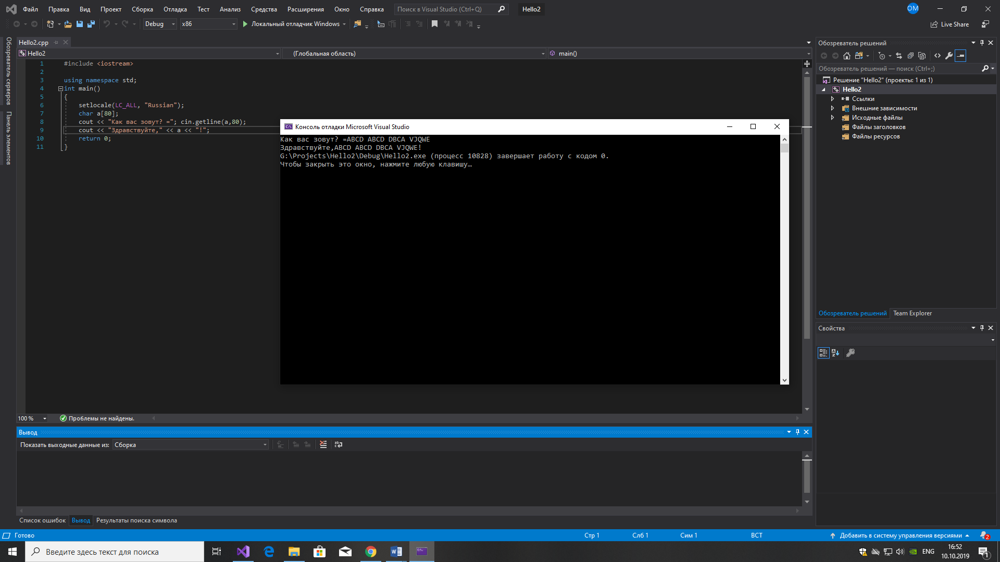 Файл Правка Вид Проект Сборка Отладка Тест Анализ Средства Расширения Окно Справка Поиск в Visual Studio (Ctrl+Q) Hello2 OM
Debug x86 Локальный отладчик Windows Live Share
Обозреватель серверов
Панель элементов
Hello2.cpp
Hello2 (Глобальная область) main()
1 #include <iostream>
2
3 using namespace std;
4 int main()
5 {
6 setlocale(LC_ALL, "Russian");
7 char a[80];
8 cout << "Как вас зовут? ="; cin.getline(a,80);
9 cout << "Здравствуйте," << a << "!";
10 return 0;
11 }
Консоль отладки Microsoft Visual Studio
Как вас зовут? =ABCD ABCD DBCA VJQWE
Здравствуйте,ABCD ABCD DBCA VJQWE!
G:\Projects\Hello2\Debug\Hello2.exe (процесс 10828) завершает работу с кодом 0.
Чтобы закрыть это окно, нажмите любую клавишу…
Обозреватель решений
Обозреватель решений — поиск (Ctrl+;)
Решение "Hello2" (проекты: 1 из 1)
Hello2
Ссылки
Внешние зависимости
Исходные файлы
Файлы заголовков
Файлы ресурсов
Обозреватель решений Team Explorer
Свойства
100 % Проблемы не найдены.
Вывод
Показать выходные данные из: Сборка
Список ошибок Вывод Результаты поиска символа
Готово Стр 1 Слб 1 Сим 1 ВСТ Добавить в систему управления версиями 2
Введите здесь текст для поиска ENG 16:52
10.10.2019 1